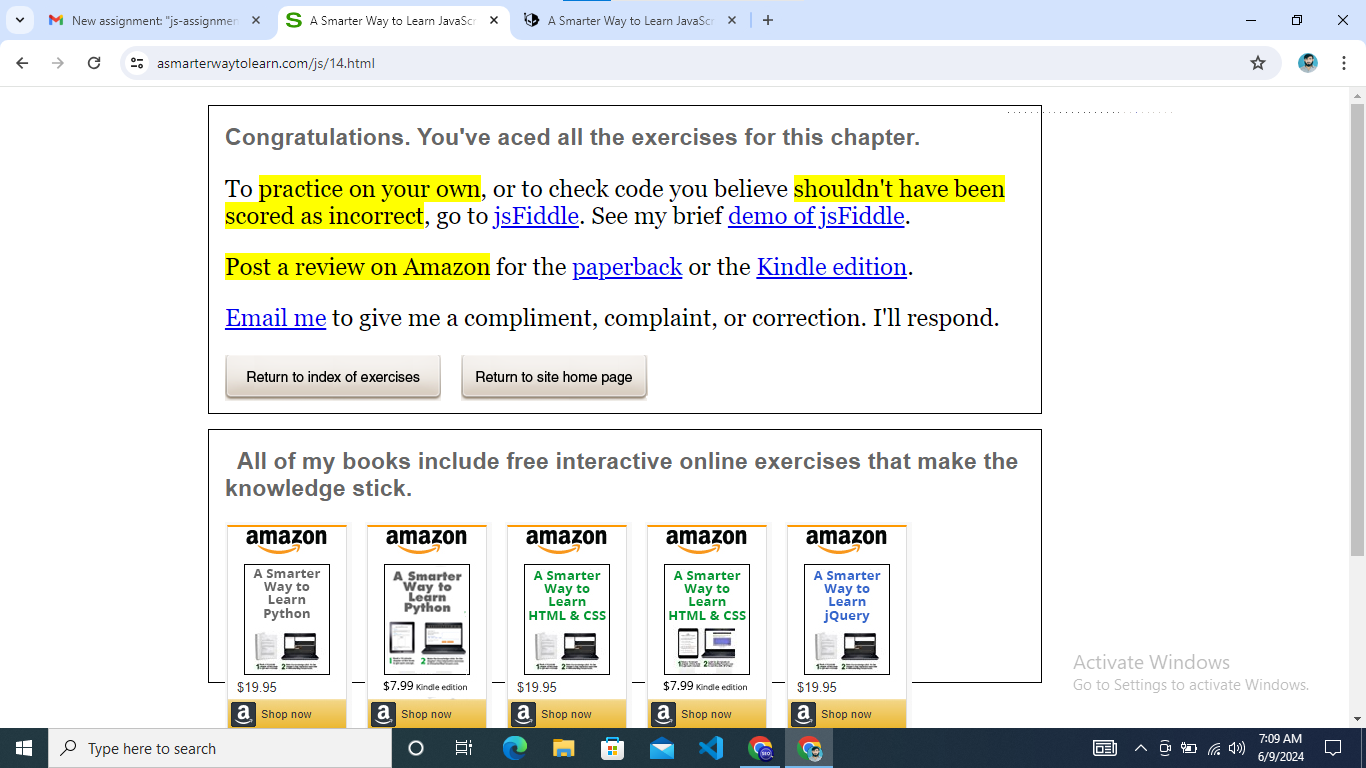 New assignment: "js-assignmen
A Smarter Way to Learn JavaScr
A Smarter Way to Learn JavaScr
asmarterwaytolearn.com/js/14.html
Congratulations. You've aced all the exercises for this chapter.
To practice on your own, or to check code you believe shouldn't have been
scored as incorrect, go to jsFiddle. See my brief demo of jsFiddle.
Post a review on Amazon for the paperback or the Kindle edition.
Email me to give me a compliment, complaint, or correction. I'll respond.
Return to index of exercises
Return to site home page
All of my books include free interactive online exercises that make the
knowledge stick.
amazon
A Smarter
Way to
Learn
Python
$19.95
Shop now
amazon
A Smarter
Way to
Learn
Python
$7.99 Kindle edition
Shop now
amazon
A Smarter
Way to
Learn
HTML & CSS
$19.95
Shop now
amazon
A Smarter
Way to
Learn
HTML & CSS
$7.99 Kindle edition
Shop now
amazon
A Smarter
Way to
Learn
jQuery
$19.95
Shop now
Activate Windows
Go to Settings to activate Windows.
Type here to search
7:09 AM
6/9/2024